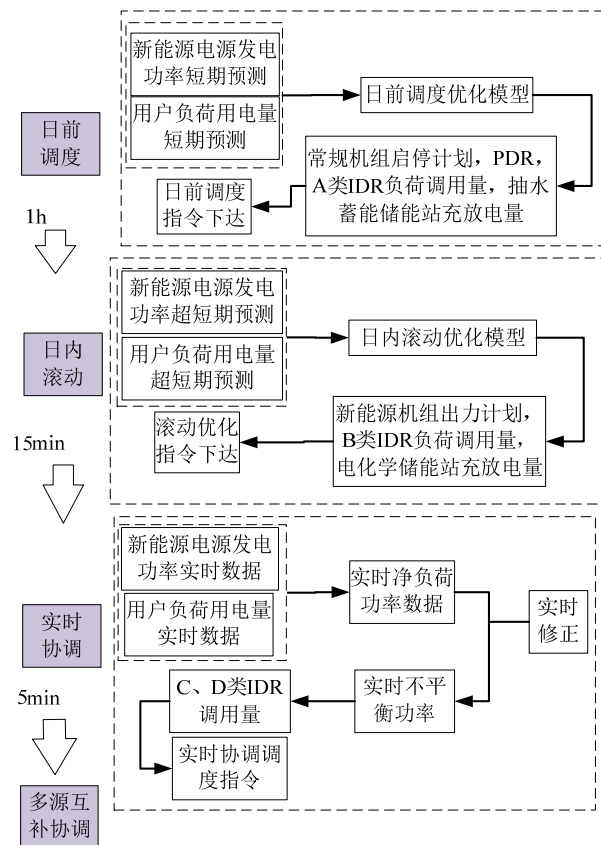 新能源电源发电
功率短期预测
用户负荷用电量
短期预测
日前调度优化模型
日前
调度
常规机组启停计划，PDR，
A类IDR负荷调用量，抽水
蓄能储能站充放电量
日前调度
指令下达
1h
新能源电源发电
功率超短期预测
用户负荷用电量
超短期预测
日内滚动优化模型
日内
滚动
新能源机组出力计划，
B类IDR负荷调用量，
电化学储能站充放电量
滚动优化
指令下达
15min
新能源电源发电
功率实时数据
用户负荷用电量
实时数据
实时净负荷
功率数据
实时
修正
实时
协调
C、D类IDR
调用量
实时不平
衡功率
5min
实时协调调
度指令
多源互
补协调